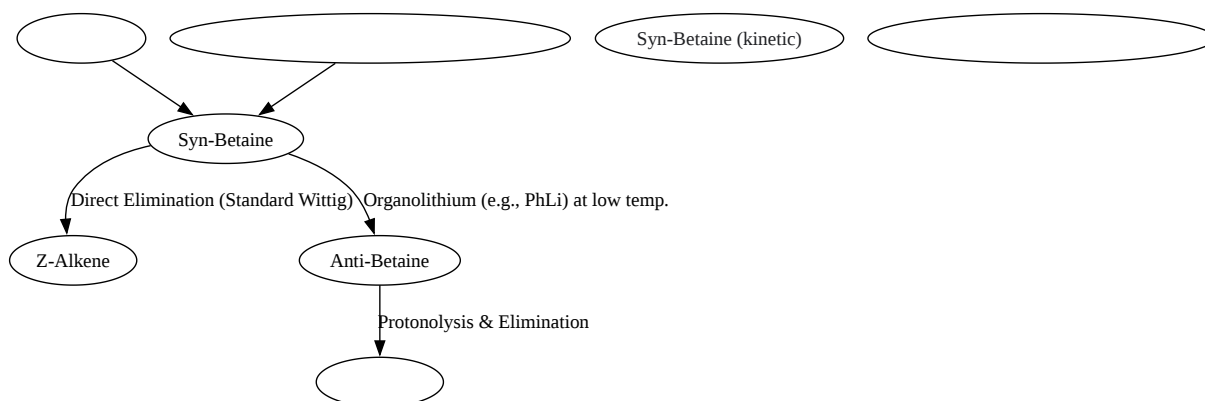 Syn-Betaine (kinetic)
Syn-Betaine
Direct Elimination (Standard Wittig)
Organolithium (e.g., PhLi) at low temp.
Z-Alkene
Anti-Betaine
Protonolysis & Elimination